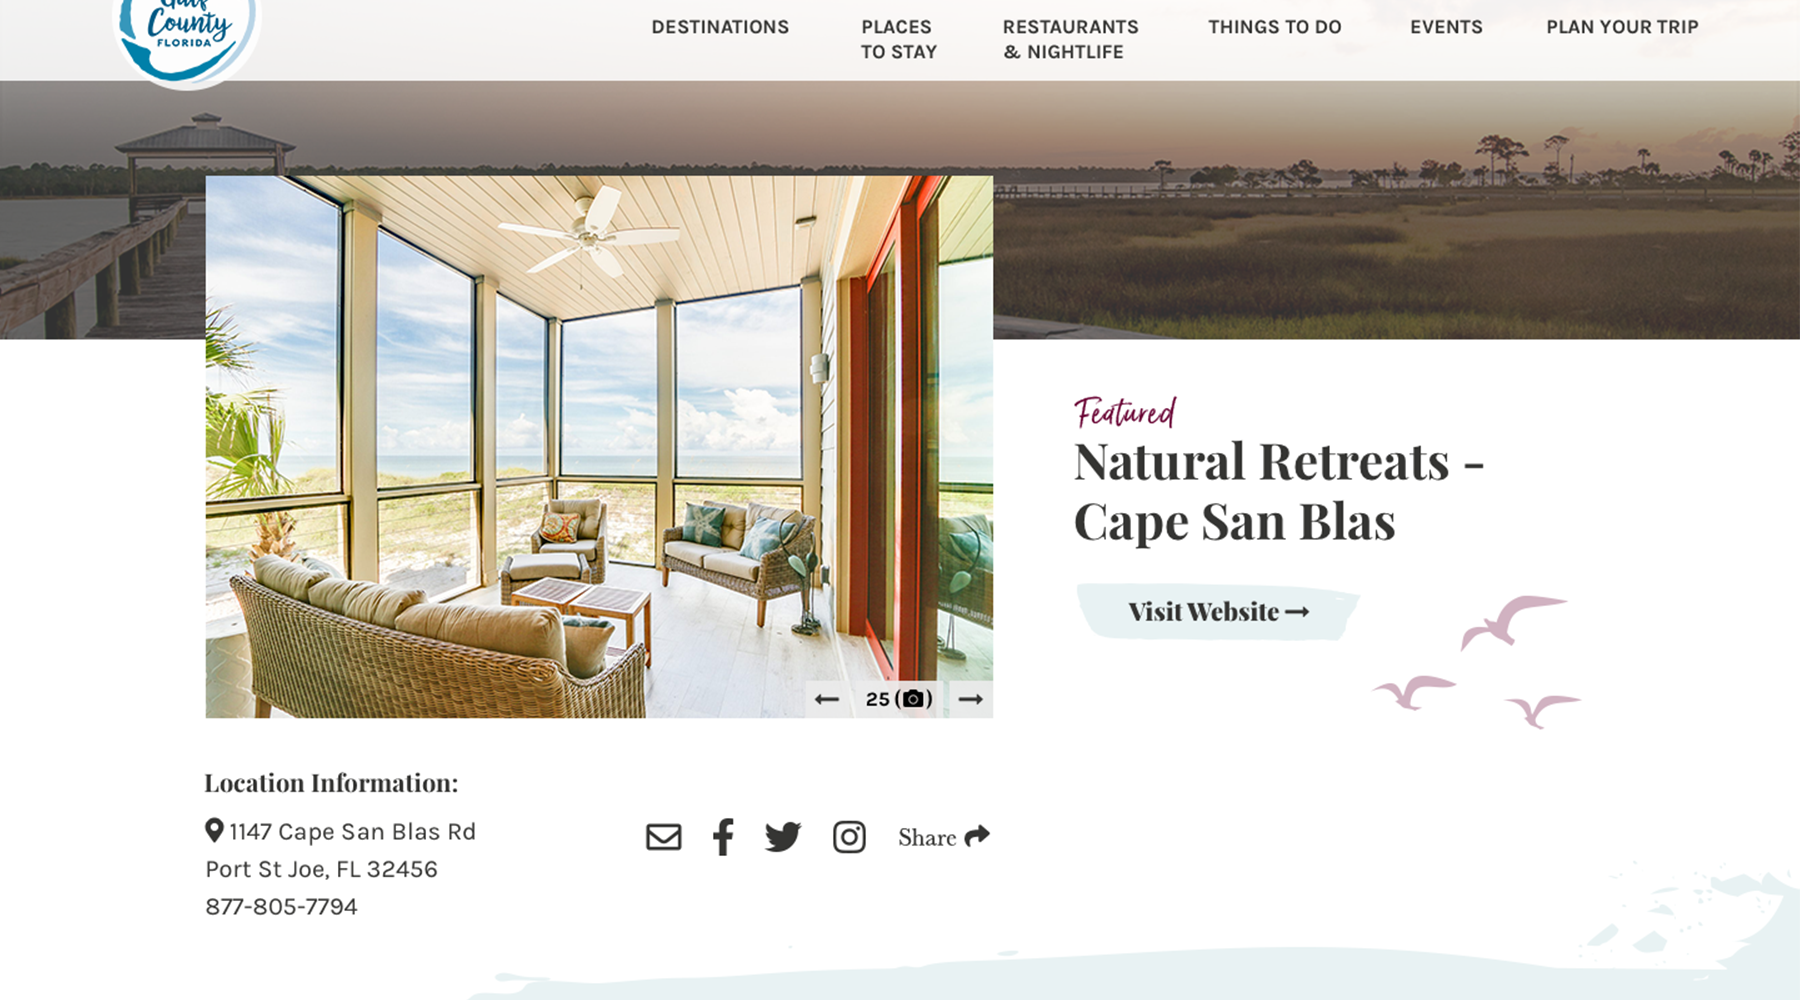 Gulf
County
FLORIDA
DESTINATIONS
PLACES
TO STAY
RESTAURANTS
& NIGHTLIFE
THINGS TO DO
EVENTS
PLAN YOUR TRIP
Featured
Natural Retreats -
Cape San Blas
Visit Website
25 ( )
Location Information:
1147 Cape San Blas Rd
Port St Joe, FL 32456
877-805-7794
Share